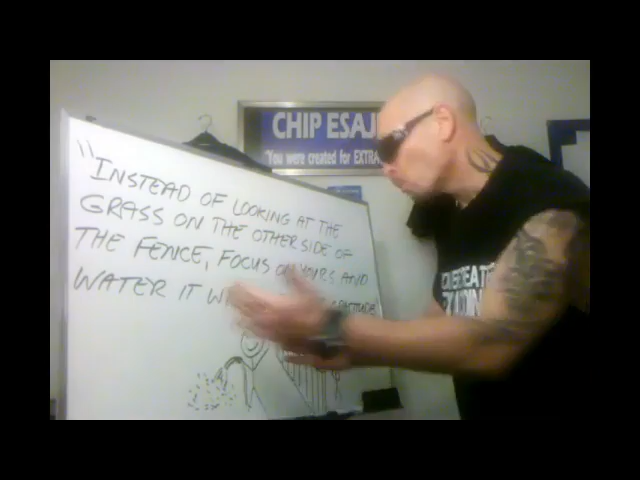 CHIP ESAJ
"You were created for EXTRA
"INSTEAD OF LOOKING AT THE
GRASS ON THE OTHER SIDE OF
THE FENCE, FOCUS ON YOURS AND
WATER IT GRATITUDE